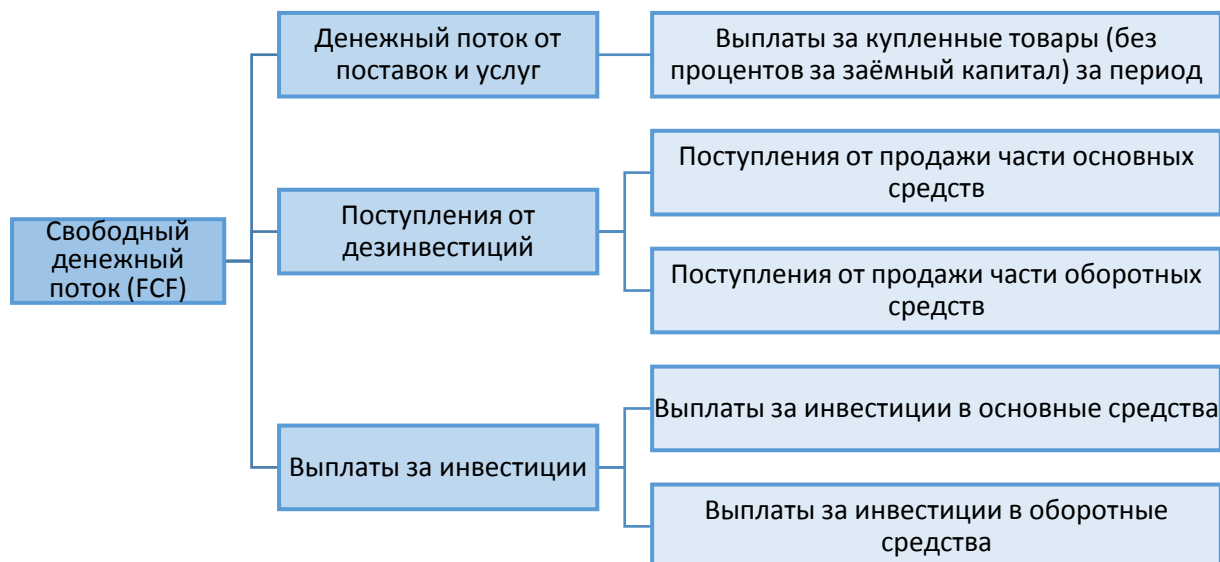 Свободный
денежный
поток (FCF)
Денежный поток от
поставок и услуг
Выплаты за купленные товары (без
процентов за заёмный капитал) за период
Поступления от
дезинвестиций
Поступления от продажи части основных
средств
Поступления от продажи части оборотных
средств
Выплаты за инвестиции
Выплаты за инвестиции в основные средства
Выплаты за инвестиции в оборотные
средства